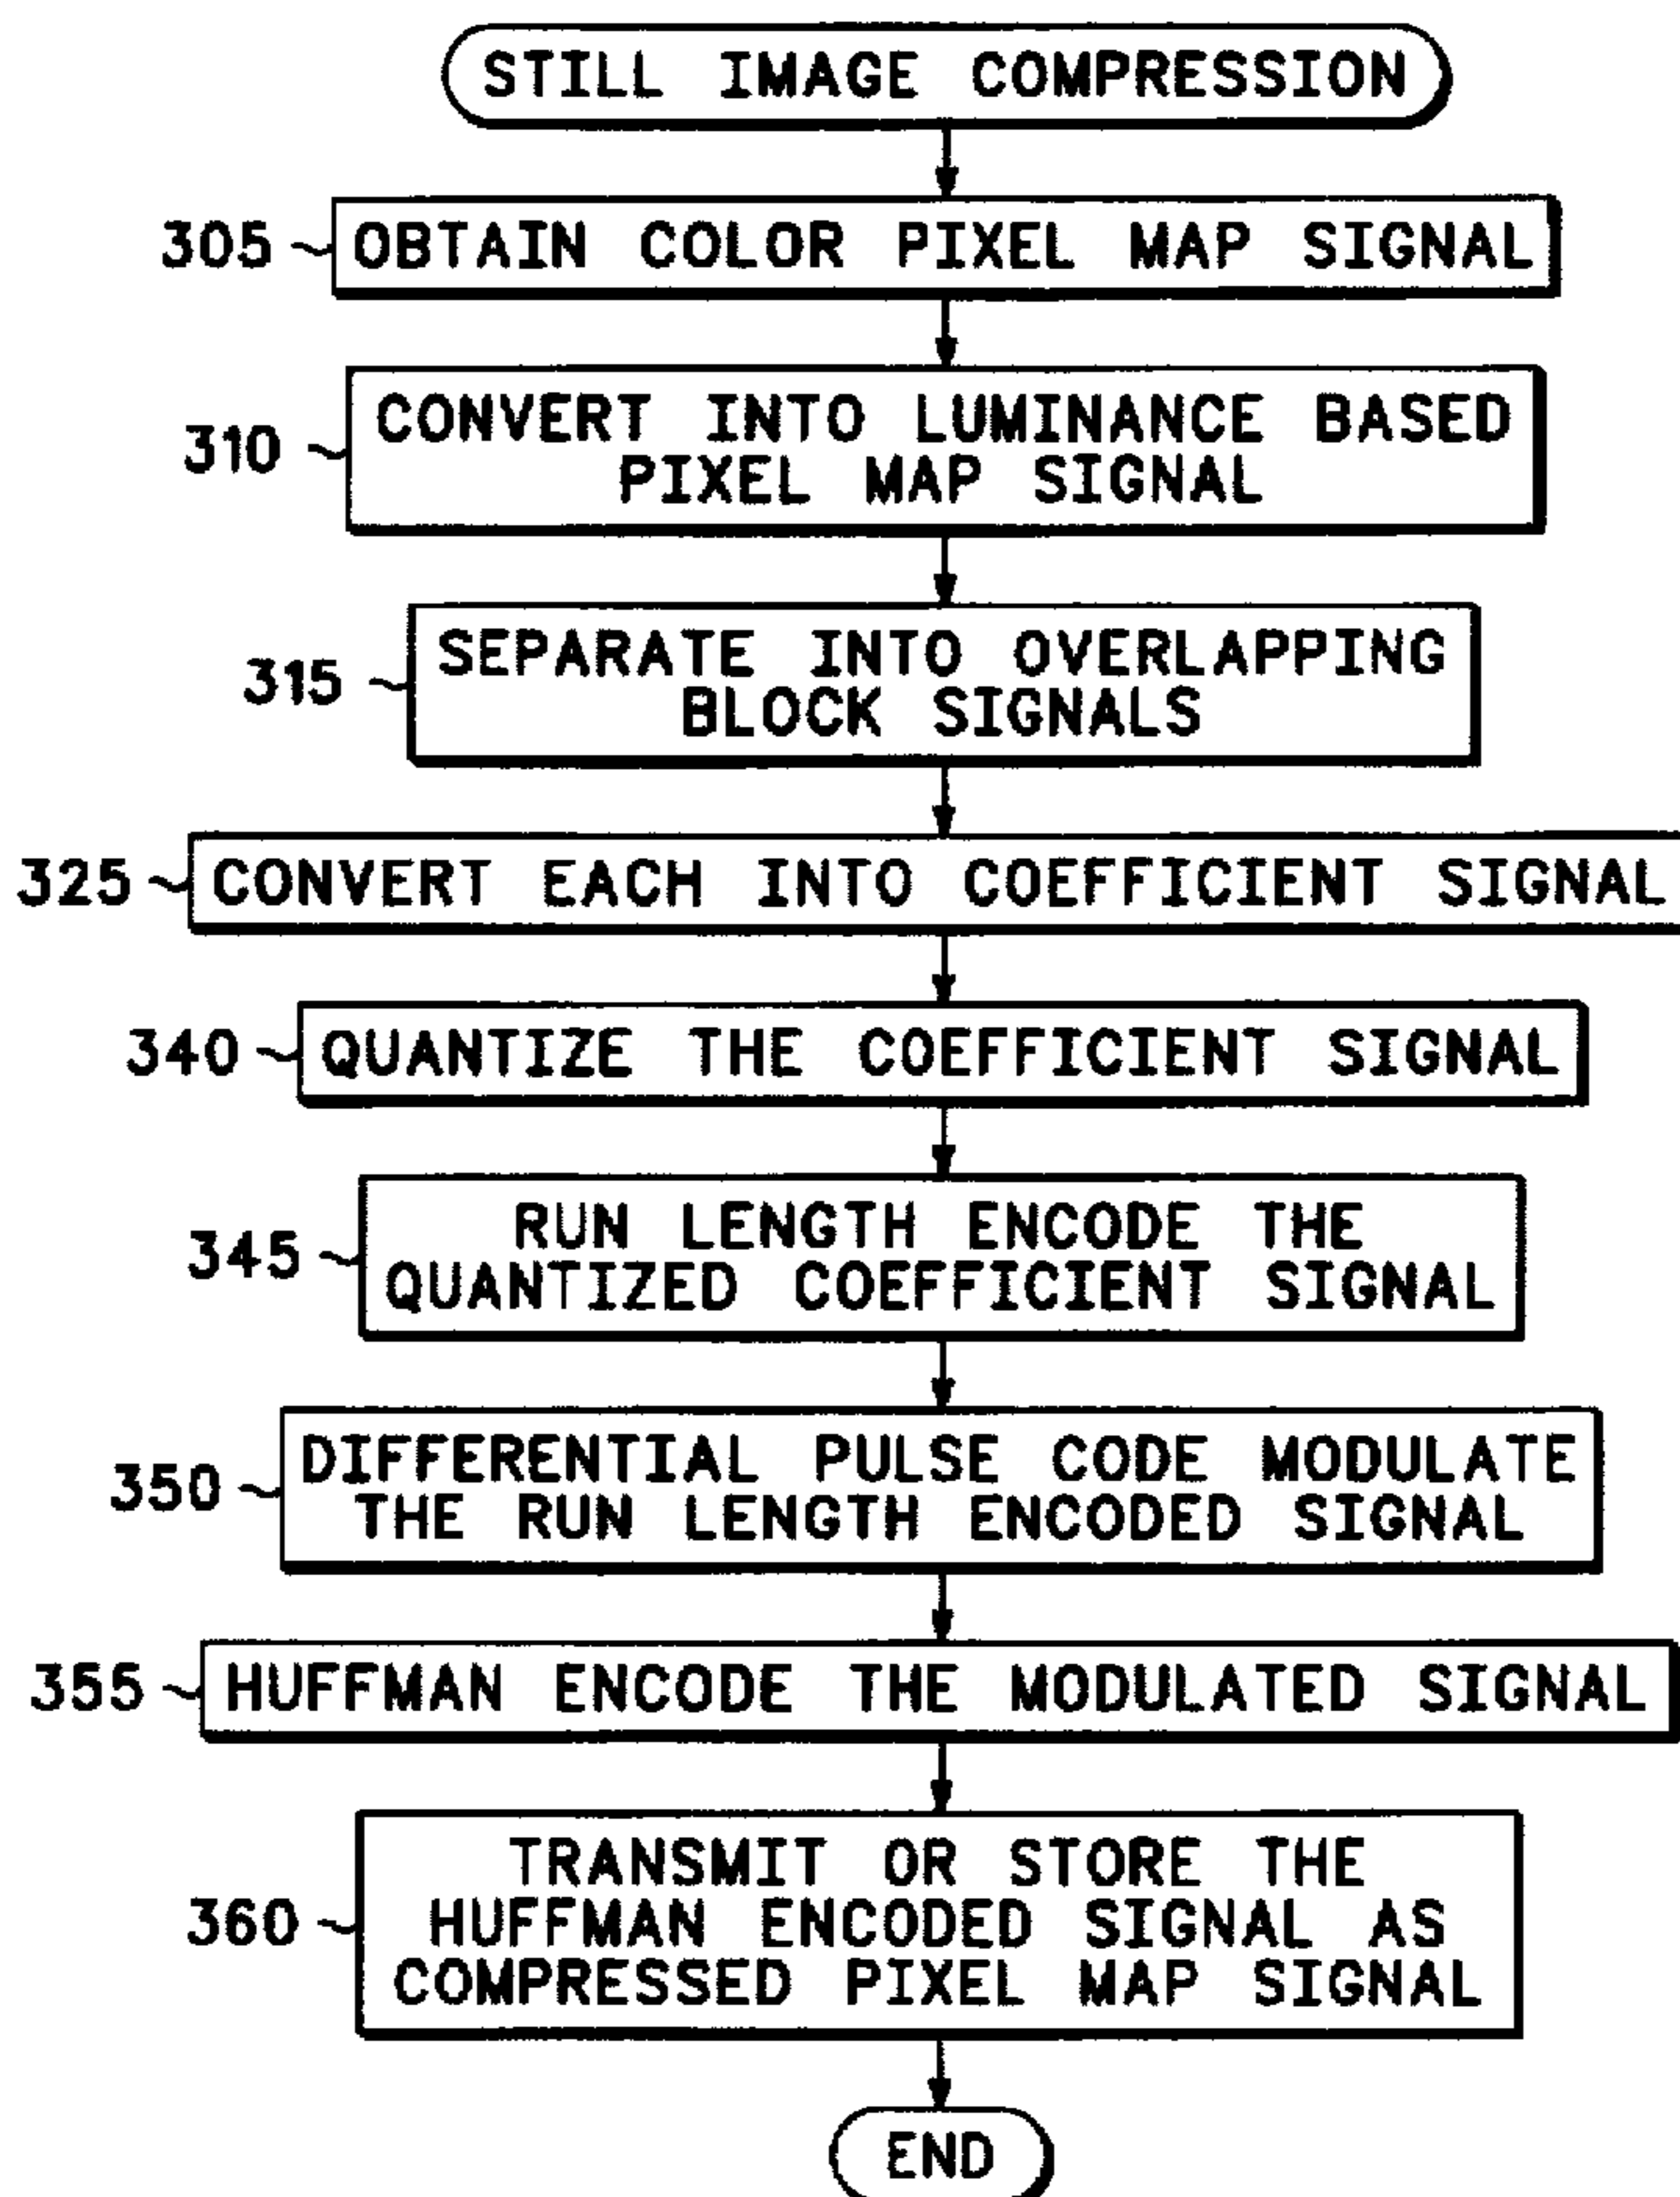 STILL IMAGE COMPRESSION
305 OBTAIN COLOR PIXEL MAP SIGNAL
310 CONVERT INTO LUMINANCE BASED
PIXEL MAP SIGNAL
315 SEPARATE INTO OVERLAPPING
BLOCK SIGNALS
325 CONVERT EACH INTO COEFFICIENT SIGNAL
340 QUANTIZE THE COEFFICIENT SIGNAL
345 RUN LENGTH ENCODE THE
QUANTIZED COEFFICIENT SIGNAL
350 DIFFERENTIAL PULSE CODE MODULATE
THE RUN LENGTH ENCODED SIGNAL
355 HUFFMAN ENCODE THE MODULATED SIGNAL
360 TRANSMIT OR STORE THE
HUFFMAN ENCODED SIGNAL AS
COMPRESSED PIXEL MAP SIGNAL
END